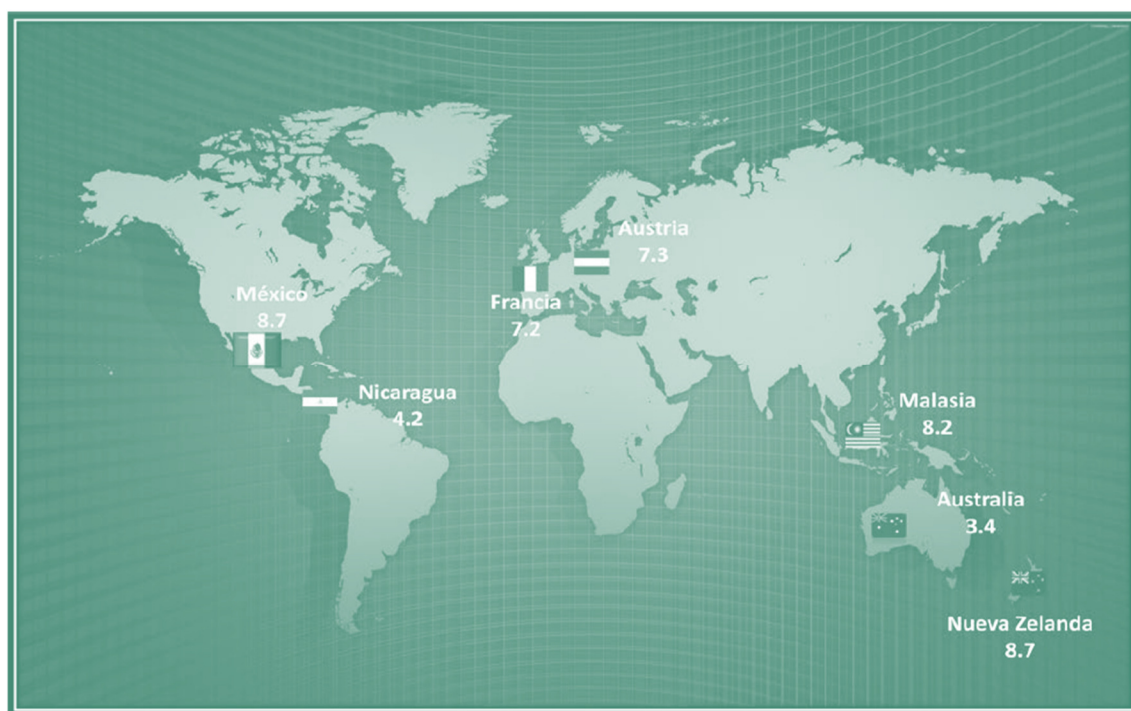 Austria
7.3
Francia
7.2
México
8.7
Nicaragua
4.2
Malasia
8.2
Australia
3.4
Nueva Zelanda
8.7